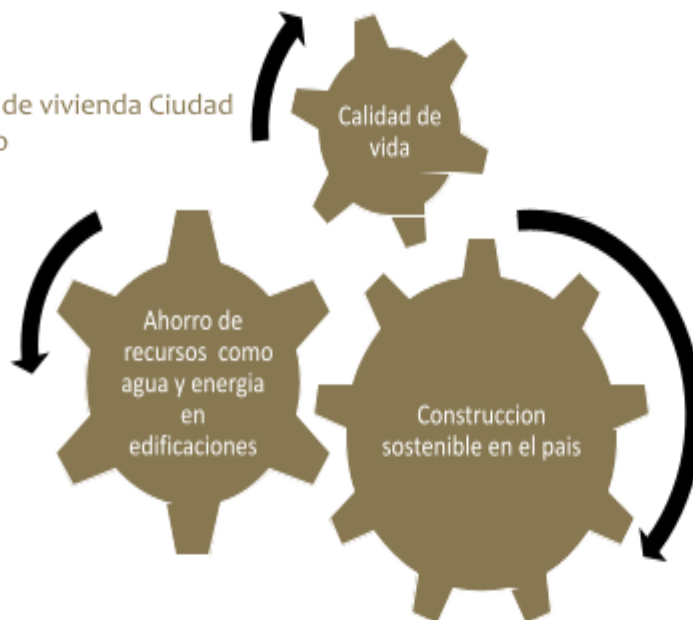 de vivienda Ciudad
Calidad de
vida
Ahorro de
recursos como
agua y energia
en
edificaciones
Construccion
sostenible en el pais